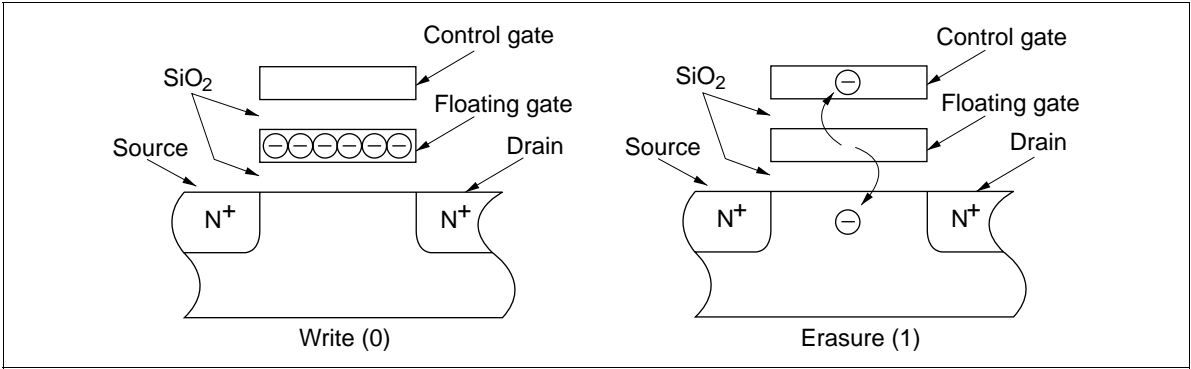 Control gate
SiO2
Floating gate
Source
Drain
N+
N+
Write (0)
Control gate
SiO2
Floating gate
Source
Drain
N+
N+
Erasure (1)